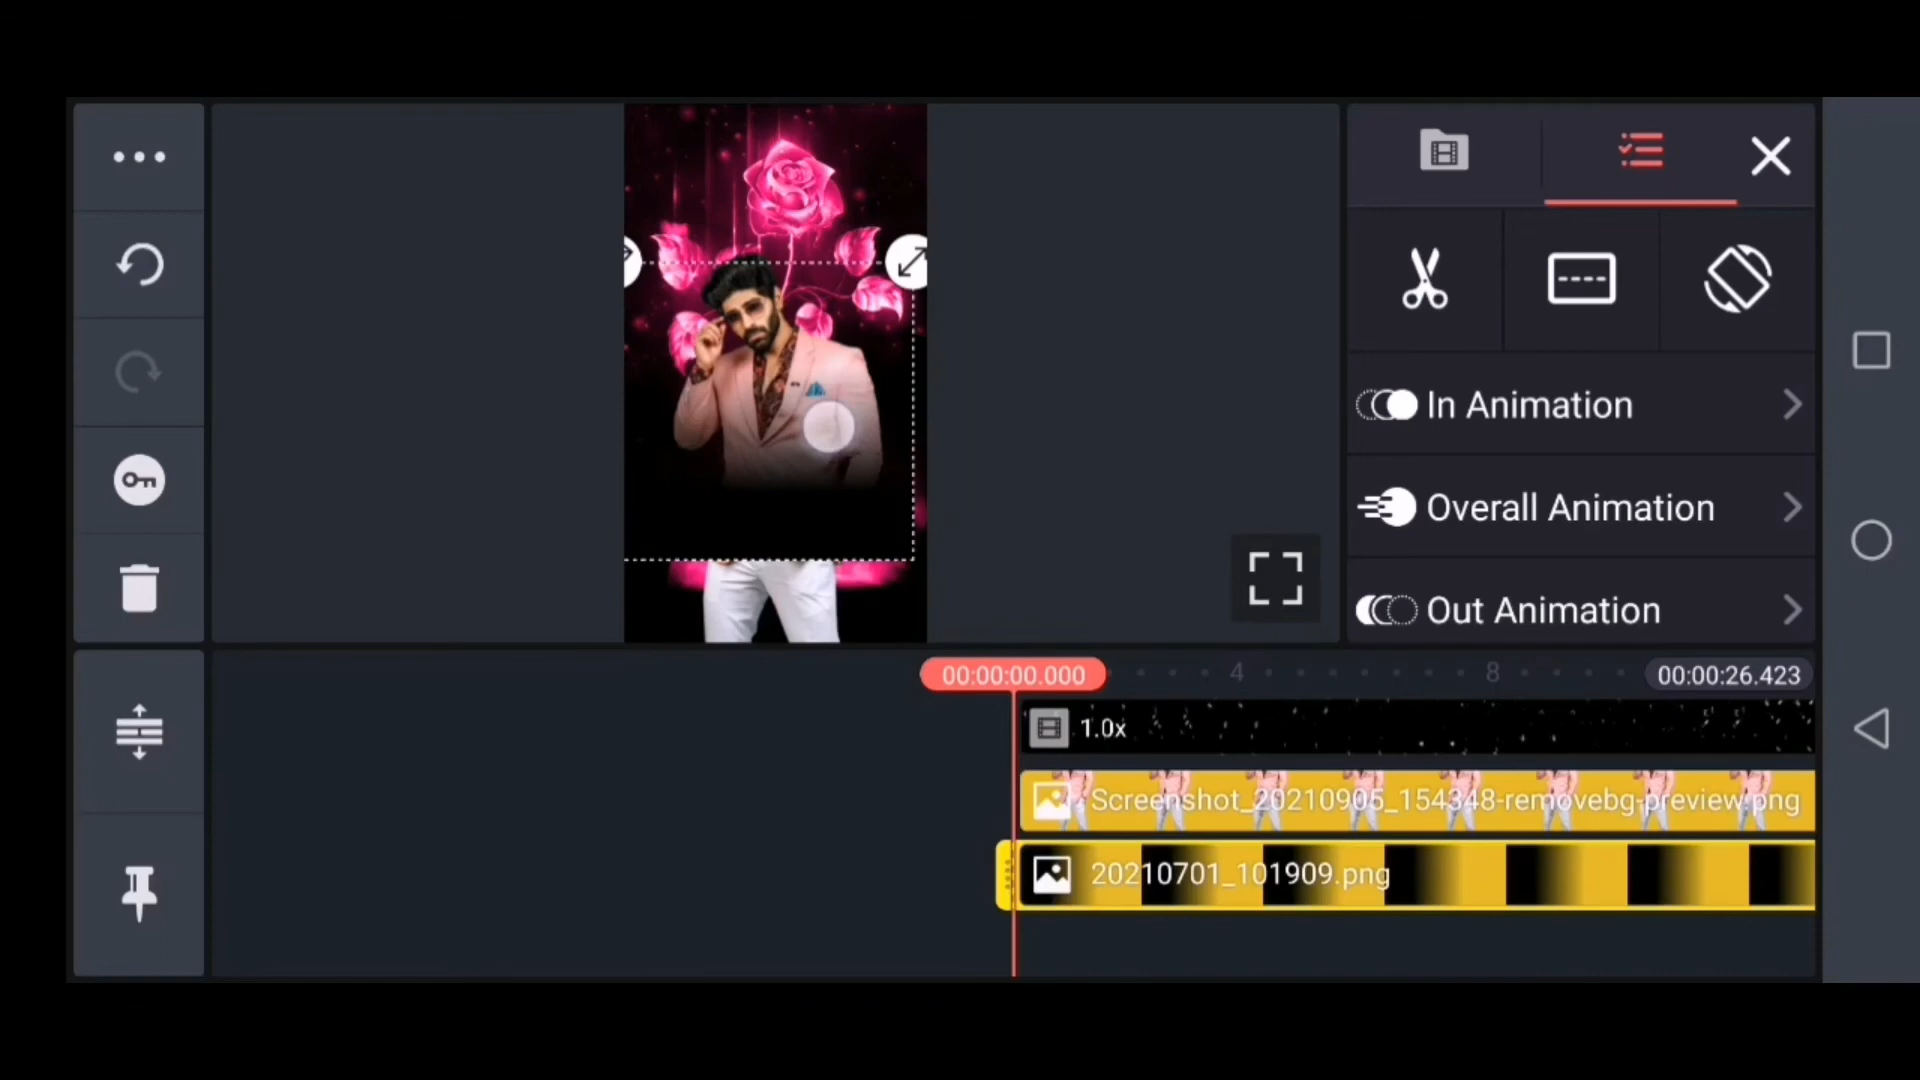 In Animation
Overall Animation
Out Animation
00:00:00.000
4
8
00:00:26.423
1.0x
Screenshot_20210905_154348-removebg-preview.png
20210701_101909.png